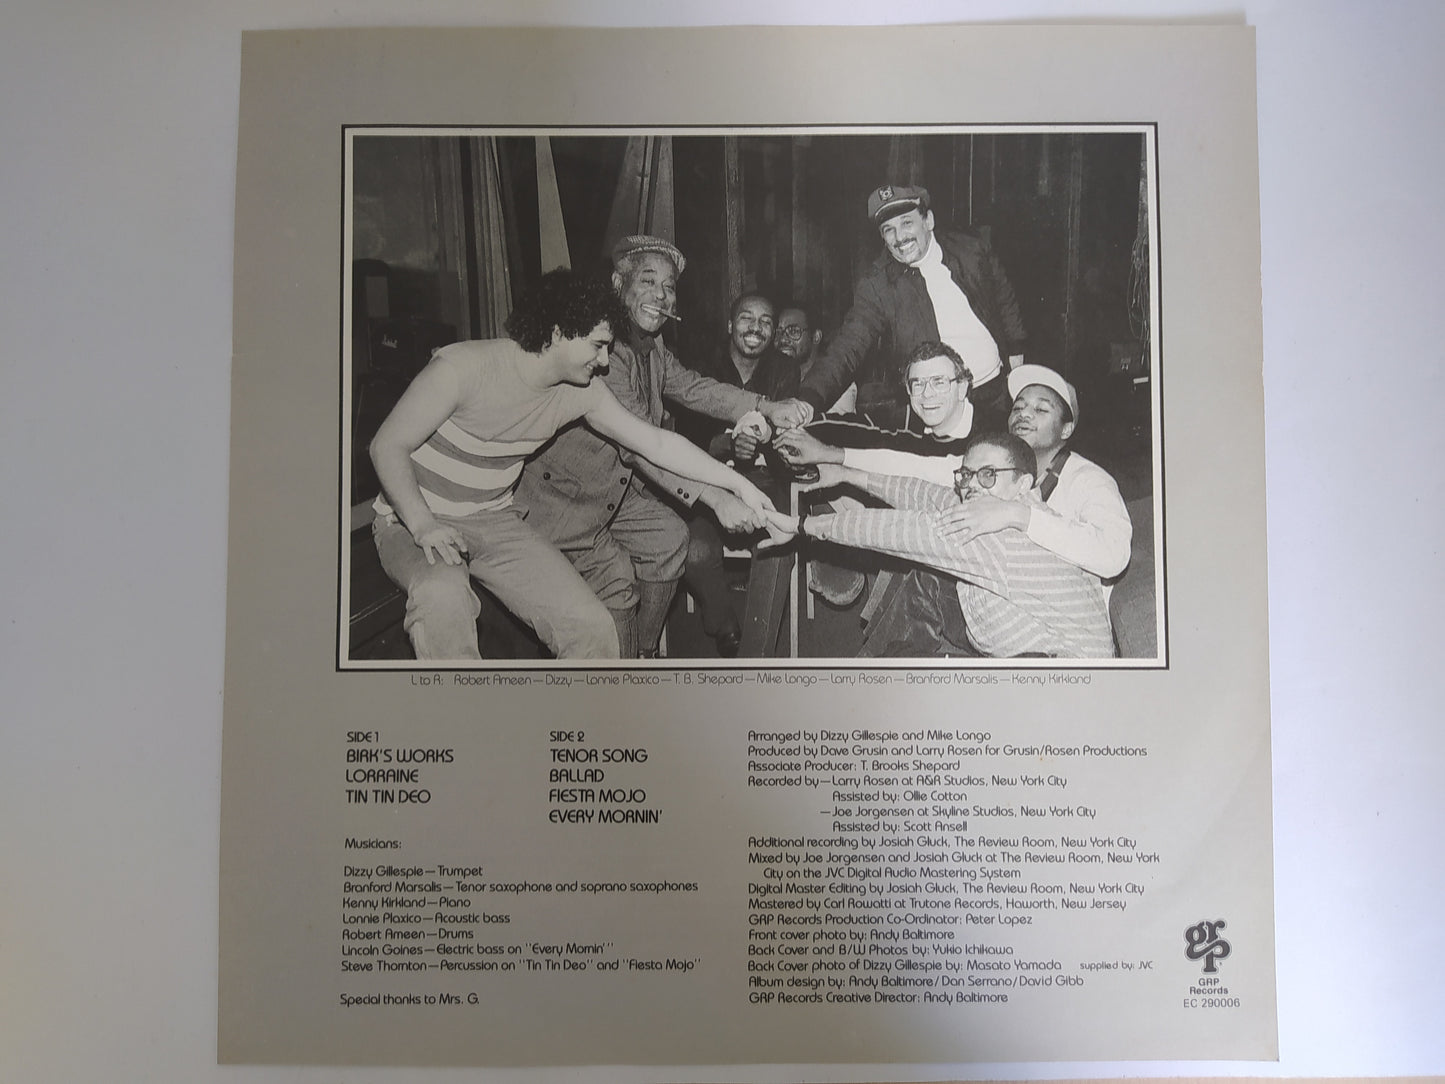 L to R: Robert Ameen — Dizzy — Lonnie Plaxico — T. B. Shepard — Mike Longo — Larry Rosen — Branford Marsalis — Kenny Kirkland
SIDE 1
BIRK'S WORKS
LORRAINE
TIN TIN DEO
SIDE 2
TENOR SONG
BALLAD
FIESTA MOJO
EVERY MORNIN'
Musicians:
Dizzy Gillespie — Trumpet
Branford Marsalis — Tenor saxophone and soprano saxophones
Kenny Kirkland — Piano
Lonnie Plaxico — Acoustic bass
Robert Ameen — Drums
Lincoln Goines — Electric bass on "Every Mornin'"
Steve Thornton — Percussion on "Tin Tin Deo" and "Fiesta Mojo"
Special thanks to Mrs. G.
Arranged by Dizzy Gillespie and Mike Longo
Produced by Dave Grusin and Larry Rosen for Grusin/Rosen Productions
Associate Producer: T. Brooks Shepard
Recorded by — Larry Rosen at A&R Studios, New York City
Assisted by: Ollie Cotton
— Joe Jorgensen at Skyline Studios, New York City
Assisted by: Scott Ansell
Additional recording by Josiah Gluck, The Review Room, New York City
Mixed by Joe Jorgensen and Josiah Gluck at The Review Room, New York
City on the JVC Digital Audio Mastering System
Digital Master Editing by Josiah Gluck, The Review Room, New York City
Mastered by Carl Rowatti at Trutone Records, Haworth, New Jersey
GRP Records Production Co-Ordinator: Peter Lopez
Front cover photo by: Andy Baltimore
Back Cover and B/W Photos by: Yukio Ichikawa
Back Cover photo of Dizzy Gillespie by: Masato Yamada supplied by: JVC
Album design by: Andy Baltimore/Dan Serrano/David Gibb
GRP Records Creative Director: Andy Baltimore
grp
GRP
Records
EC 290006